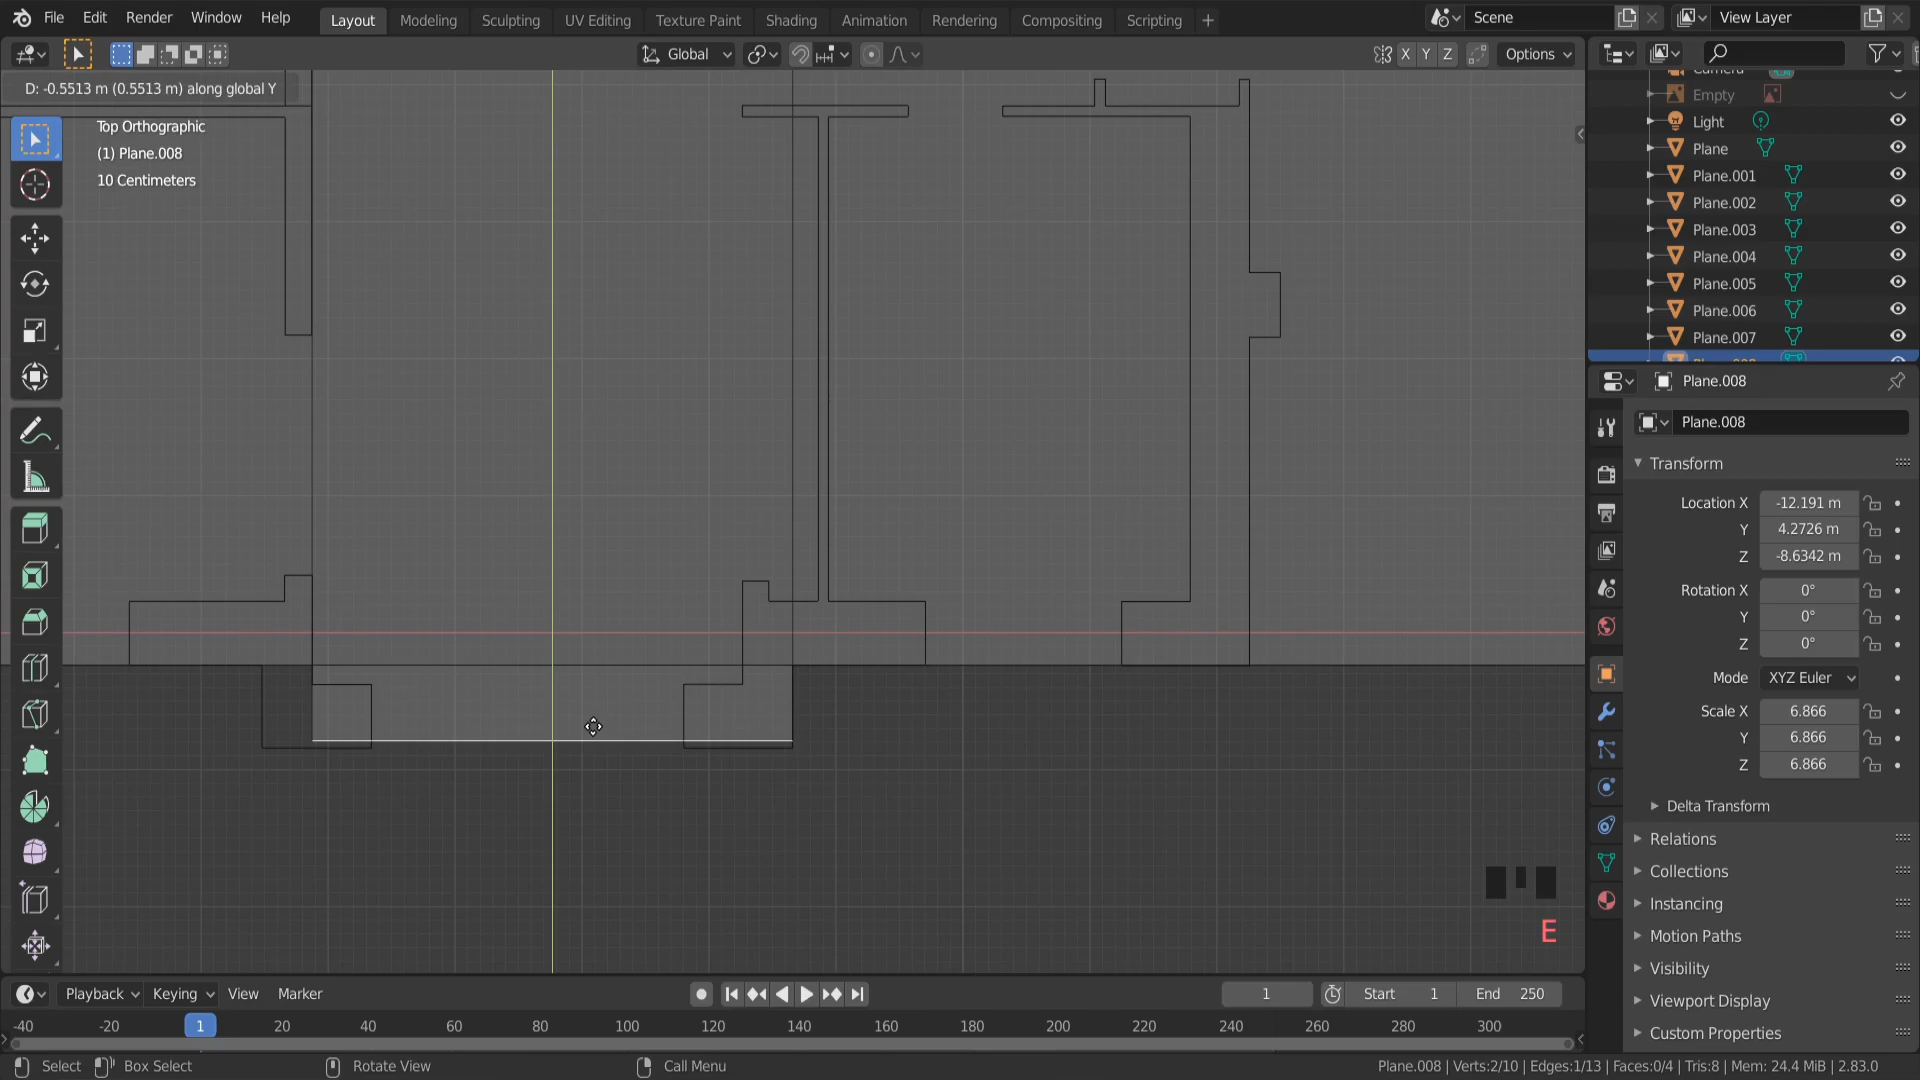 File Edit Render Window Help Layout Modeling Sculpting UV Editing Texture Paint Shading Animation Rendering Compositing Scripting + Scene View Layer
Global X Y Z Options
D: -0.5513 m (0.5513 m) along global Y
Top Orthographic
(1) Plane.008
10 Centimeters
Camera
Empty
Light
Plane
Plane.001
Plane.002
Plane.003
Plane.004
Plane.005
Plane.006
Plane.007
Plane.008
Plane.008
Plane.008
Transform
Location X -12.191 m
Y 4.2726 m
Z -8.6342 m
Rotation X 0°
Y 0°
Z 0°
Mode XYZ Euler
Scale X 6.866
Y 6.866
Z 6.866
Delta Transform
Relations
Collections
Instancing
Motion Paths
Visibility
Viewport Display
Custom Properties
E
Playback Keying View Marker 1 Start 1 End 250
-40 -20 1 20 40 60 80 100 120 140 160 180 200 220 240 260 280 300
Select Box Select Rotate View Call Menu Plane.008 | Verts:2/10 | Edges:1/13 | Faces:0/4 | Tris:8 | Mem: 24.4 MiB | 2.83.0